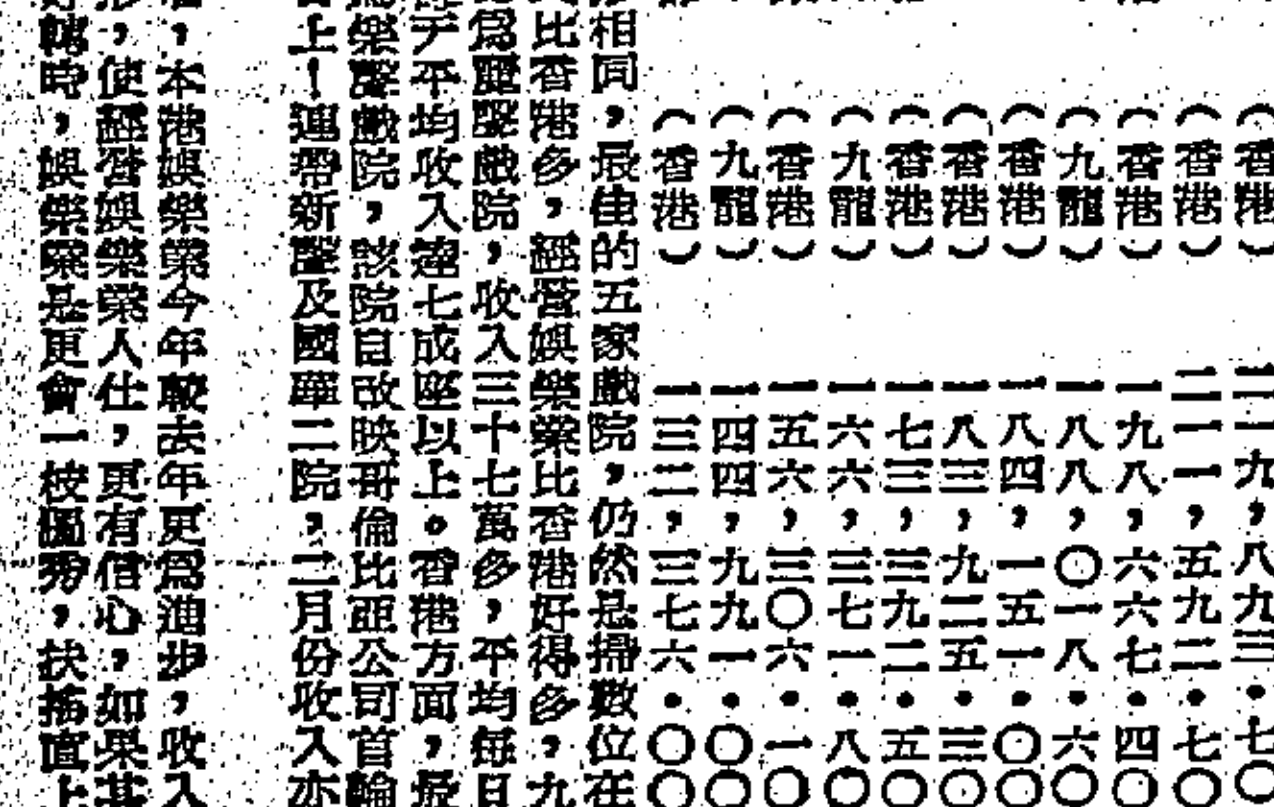 （香港）二一九，八九三．七〇
（香港）二一一，五九二．七〇
（香港）一九八，六六七．四〇
（九龍）一八八，〇一八．六〇
（香港）一八四，一五一．〇〇
（香港）一八三，九二五．三〇
（香港）一七三，三九二．五〇
（九龍）一六六，三七一．八〇
（香港）一五六，三〇六．一〇
（九龍）一四四，九九一．〇〇
（香港）一三二，三七六．〇〇
相同，最佳的五家戲院，仍然是掃數位在
比香港多，經營娛樂業比香港好得多，九
爲麗聲戲院，收入三十七萬多，平均每日
于平均收入達七成座以上。香港方面，最
樂聲戲院，該院自改映哥倫比亞公司首輪
上！連帶新聲及國華二院，二月份收入亦
，本港娛樂業今年較去年更爲進步，收入
，使經營娛樂業人仕，更有信心，如果其
轉時，娛樂業是更會一枝獨秀，扶搖直上